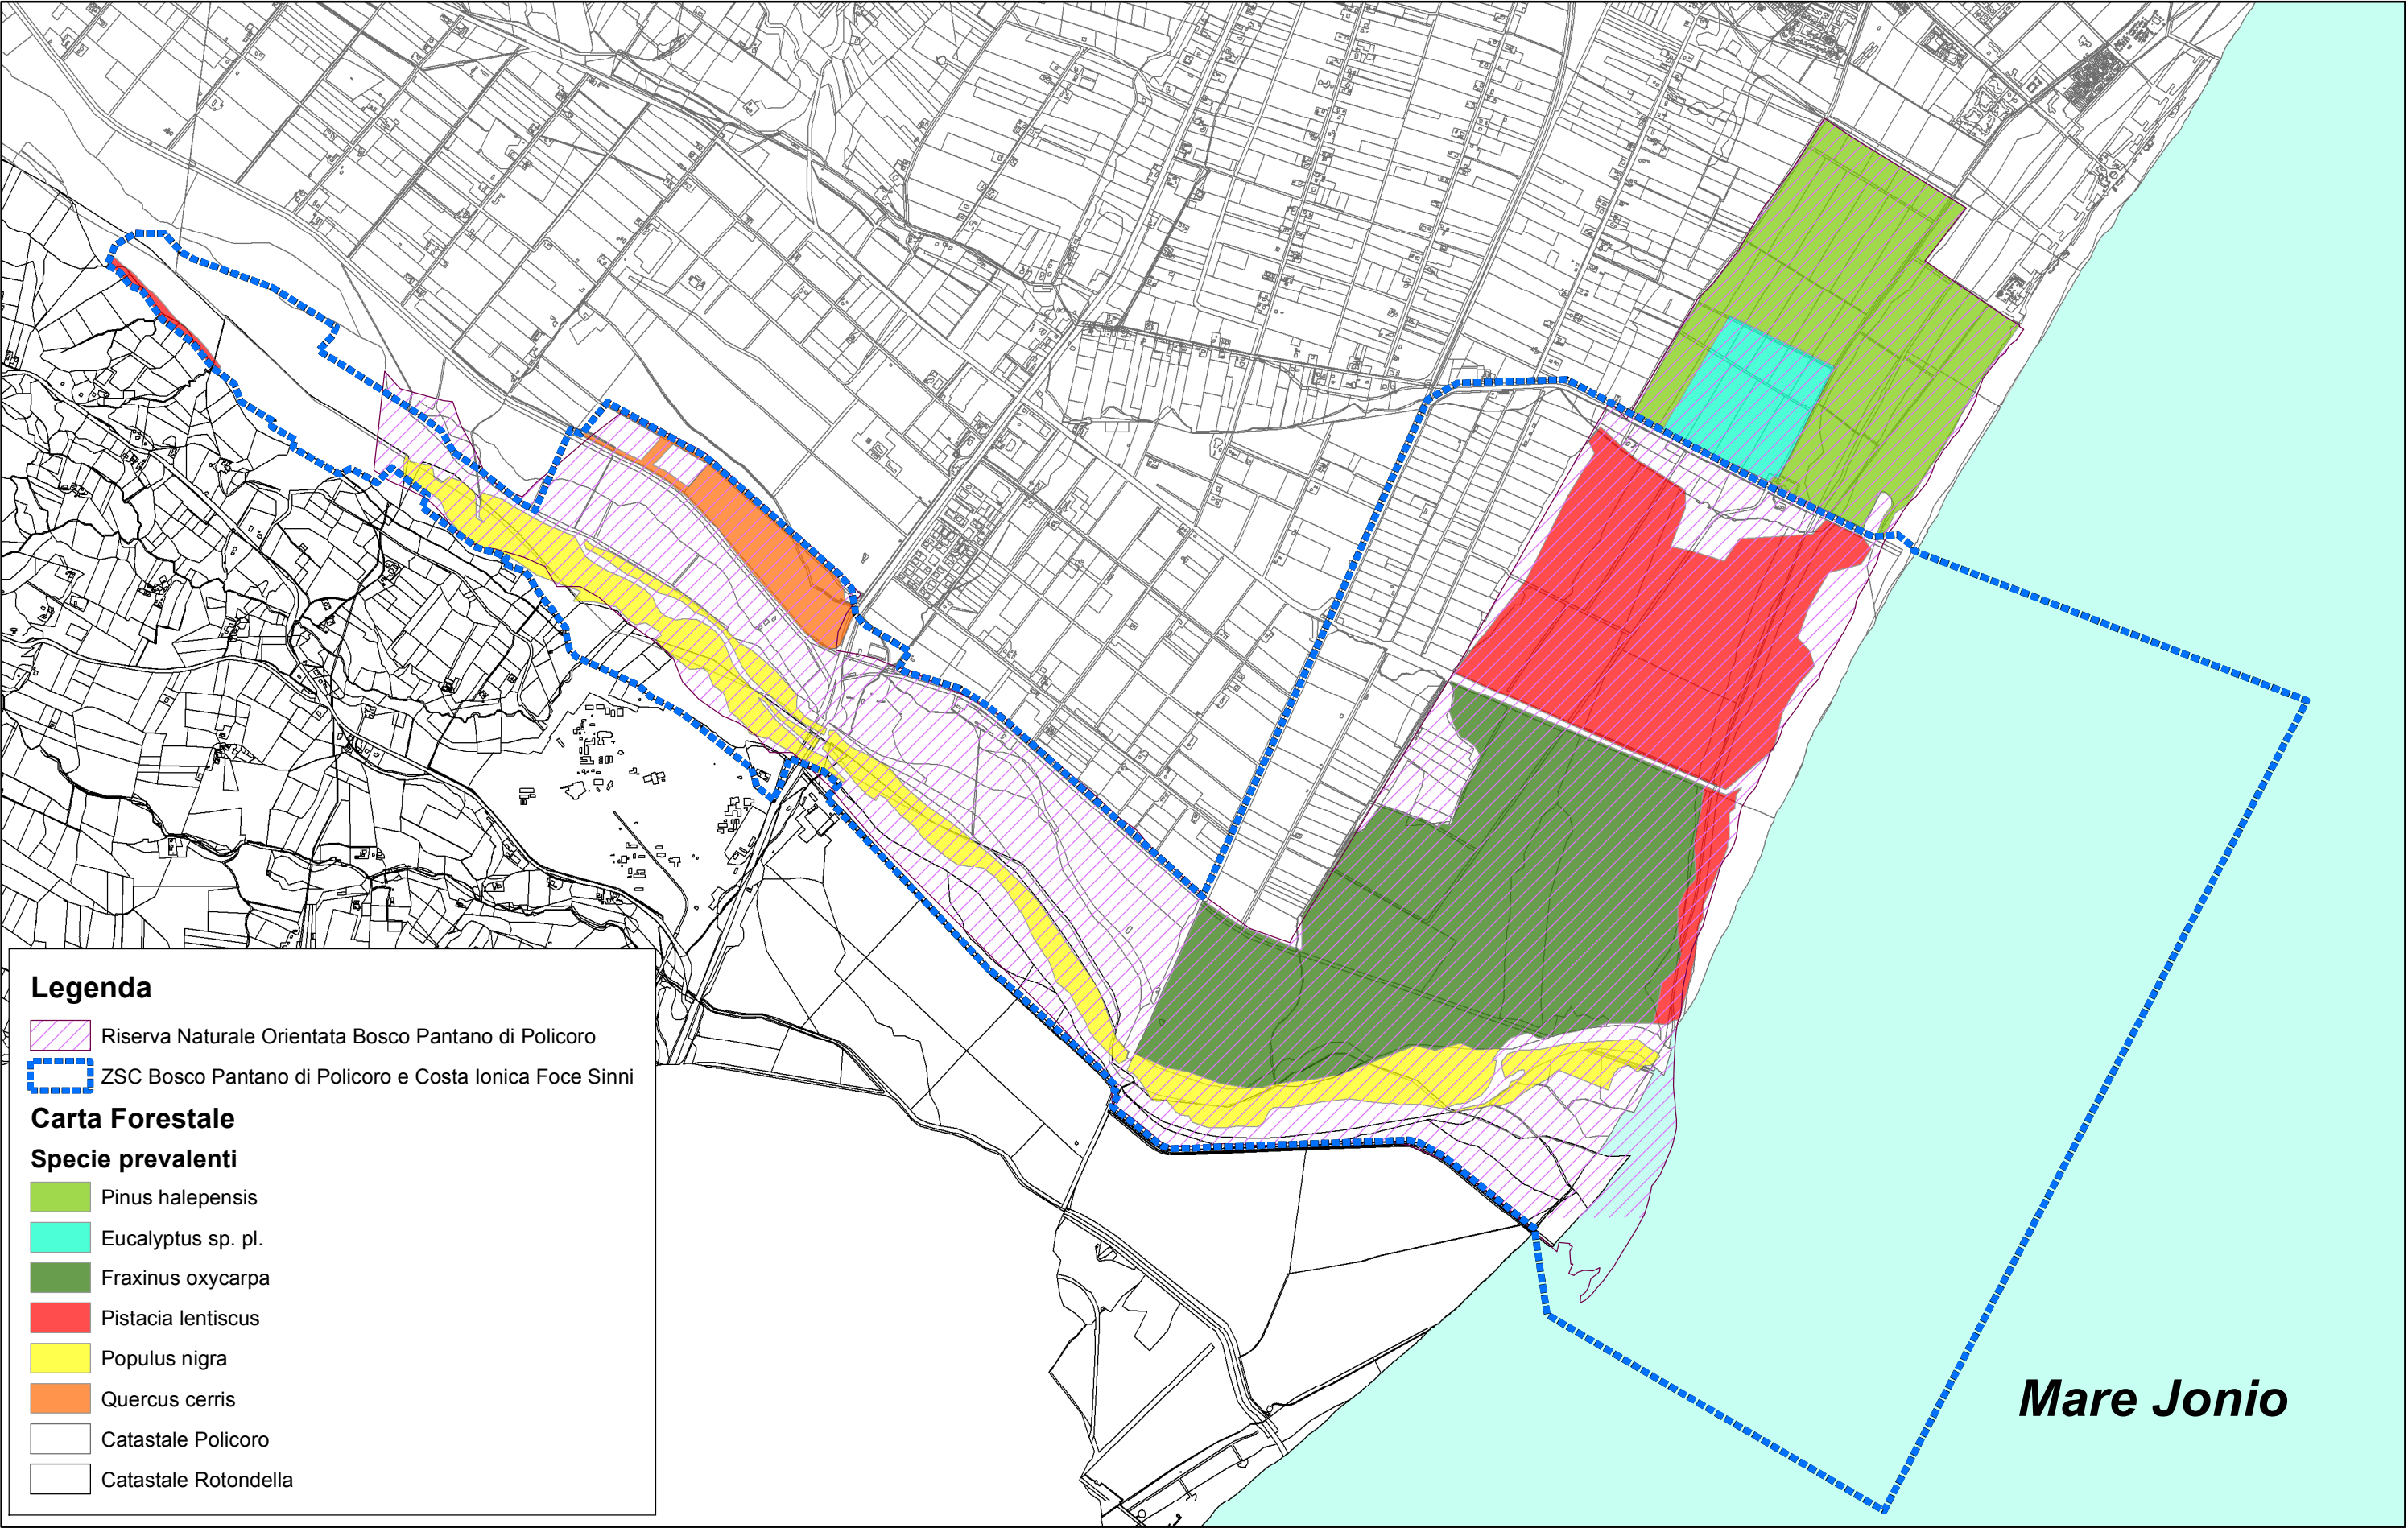 Legenda
Riserva Naturale Orientata Bosco Pantano di Policoro
ZSC Bosco Pantano di Policoro e Costa Ionica Foce Sinni
Carta Forestale
Specie prevalenti
Pinus halepensis
Eucalyptus sp. pl.
Fraxinus oxycarpa
Pistacia lentiscus
Populus nigra
Quercus cerris
Catastale Policoro
Catastale Rotondella
Mare Jonio